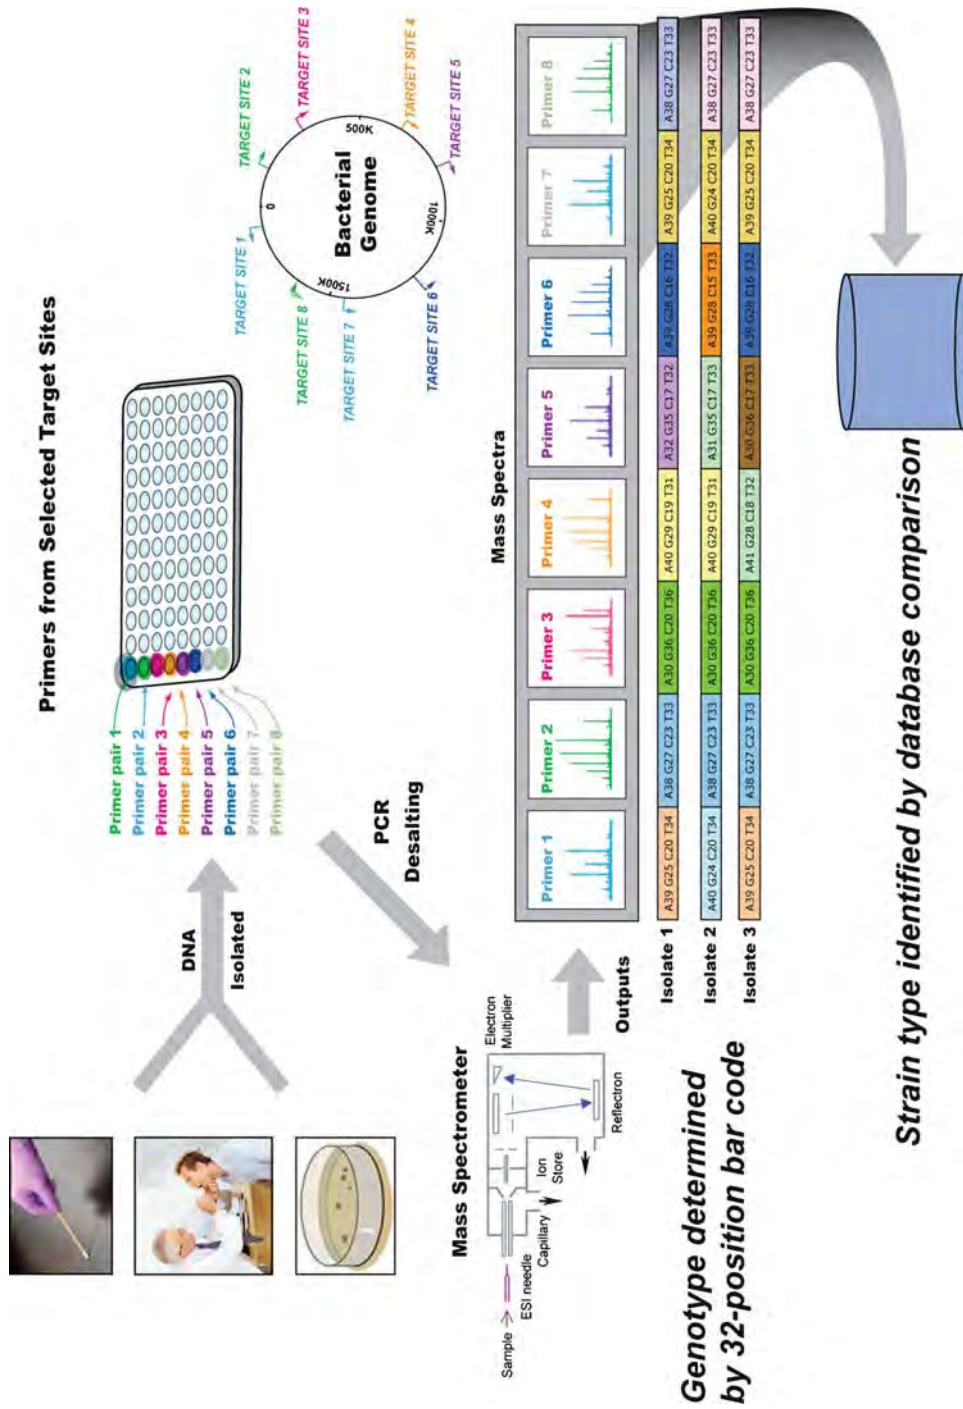 Primers from Selected Target Sites
DNA
Isolated
Primer pair 1
Primer pair 2
Primer pair 3
Primer pair 4
Primer pair 5
Primer pair 6
Primer pair 7
Primer pair 8
TARGET SITE 1
TARGET SITE 2
TARGET SITE 3
TARGET SITE 4
TARGET SITE 5
TARGET SITE 6
TARGET SITE 7
TARGET SITE 8
0
500K
10000K
1500K
Bacterial
Genome
PCR
Desalting
Mass Spectrometer
Sample
ESI needle
Capillary
Ion
Store
Reflectron
Electron
Multiplier
Outputs
Mass Spectra
Primer 1
Primer 2
Primer 3
Primer 4
Primer 5
Primer 6
Primer 7
Primer 8
Isolate 1 A39 G25 C20 T34 A38 G27 C23 T33 A30 G36 C20 T36 A40 G29 C19 T31 A32 G35 C17 T32 A39 G28 C16 T32 A39 G25 C20 T34 A38 G27 C23 T33
Isolate 2 A40 G24 C20 T34 A38 G27 C23 T33 A30 G36 C20 T36 A40 G29 C19 T31 A31 G35 C17 T33 A39 G28 C15 T33 A40 G24 C20 T34 A38 G27 C23 T33
Isolate 3 A39 G25 C20 T34 A38 G27 C23 T33 A30 G36 C20 T36 A41 G28 C18 T32 A30 G36 C17 T33 A39 G28 C16 T32 A39 G25 C20 T34 A38 G27 C23 T33
Genotype determined
by 32-position bar code
Strain type identified by database comparison